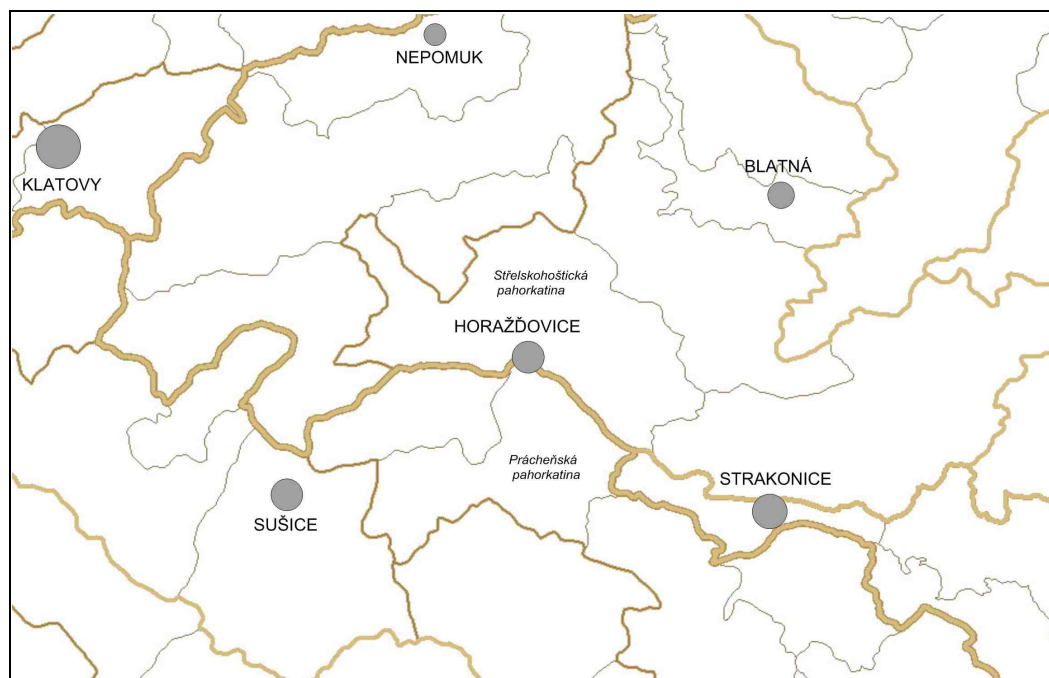 NEPOMUK
BLATNÁ
KLATOVY
Střelskohoštická
pahorkatina
HORAŽĎOVICE
Prácheňská
pahorkatina
STRAKONICE
SUŠICE